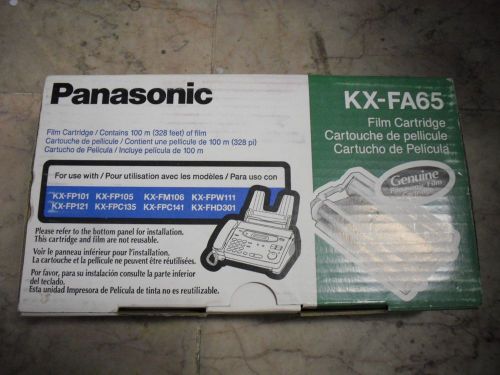 Panasonic
KX-FA65
Film Cartridge / Contains 100 m (328 feet) of film
Cartouche de pellicule / Contient une pellicule de 100 m (328 pi)
Cartucho de Película / Incluye película de 100 m
Film Cartridge
Cartouche de pellicule
Cartucho de Película
For use with / Pour utilisation avec les modèles / Para uso con
KX-FP101 KX-FP105 KX-FM106 KX-FPW111
KX-FP121 KX-FPC135 KX-FPC141 KX-FHD301
Genuine
Film
Please refer to the bottom panel for installation.
This cartridge and film are not reusable.
Voir le panneau inférieur pour l'installation.
La cartouche et la pellicule ne peuvent être réutilisées.
Por favor, para su instalación consulte la parte inferior
del teclado.
Esta unidad Impresora de Película de tinta no es reutilizable.